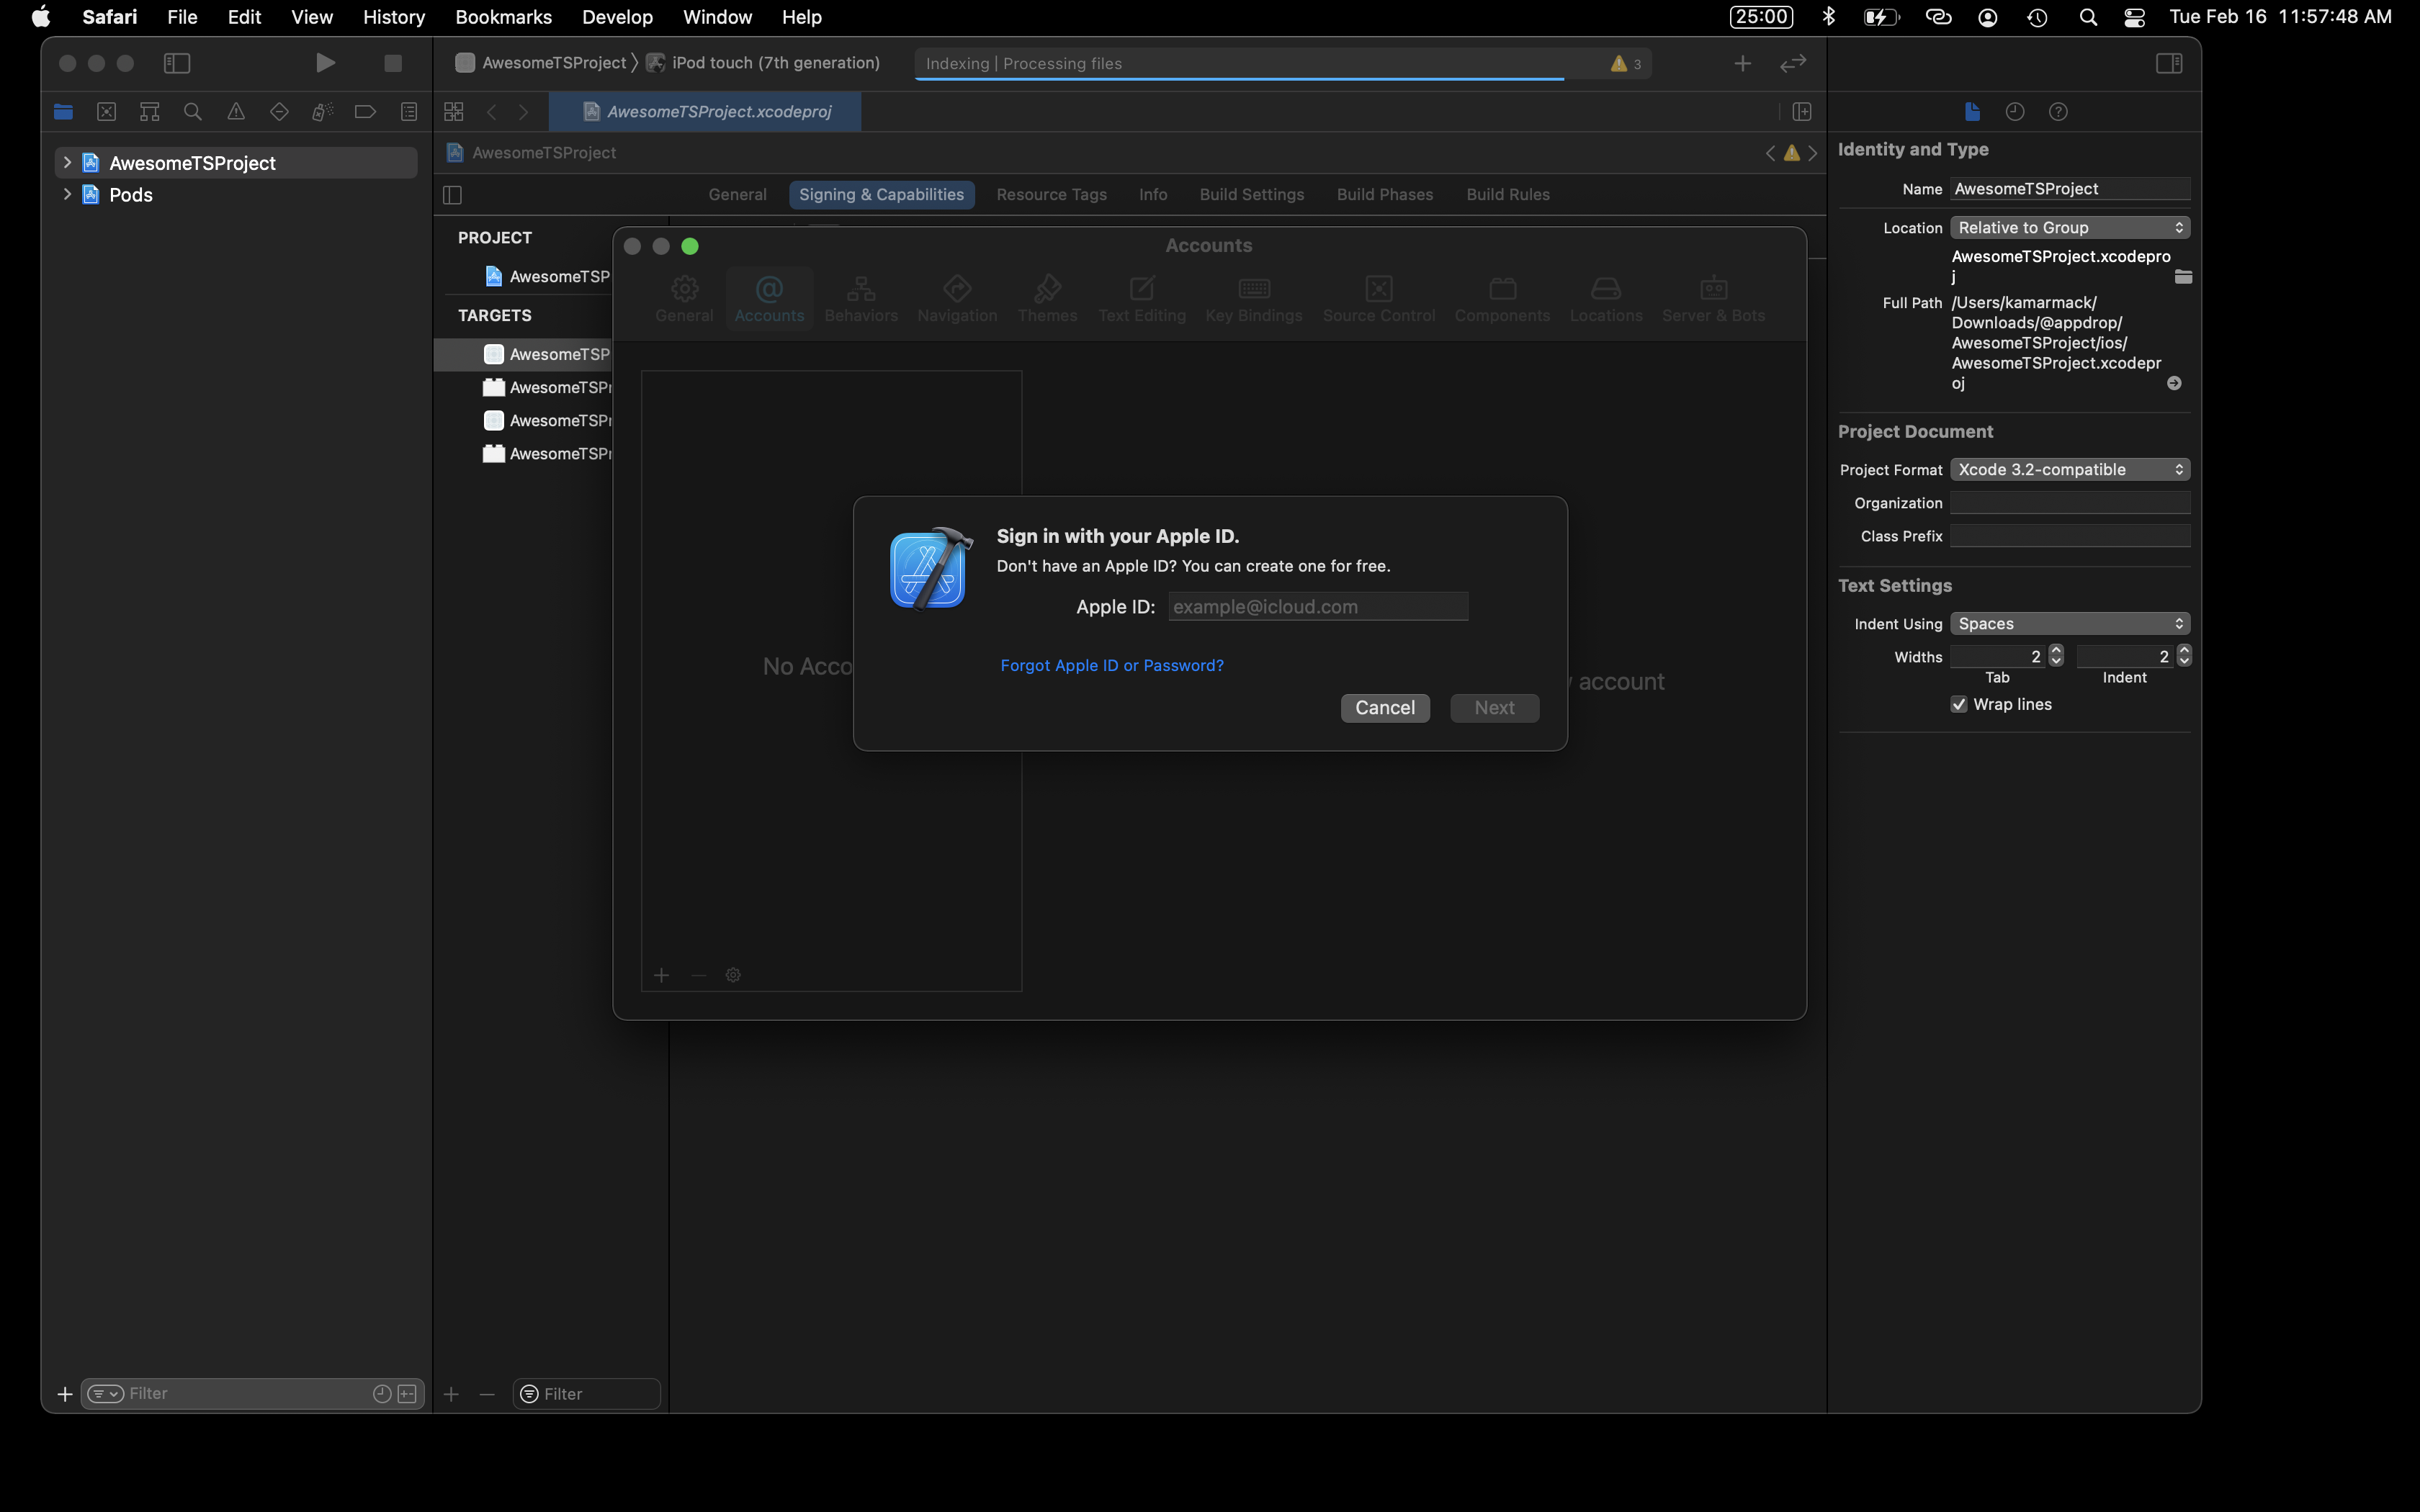 Safari File Edit View History Bookmarks Develop Window Help 25:00 Tue Feb 16 11:57:48 AM
AwesomeTSProject iPod touch (7th generation) Indexing | Processing files 3
AwesomeTSProject.xcodeproj
AwesomeTSProject
Pods
AwesomeTSProject
General Signing & Capabilities Resource Tags Info Build Settings Build Phases Build Rules
PROJECT
AwesomeTSP
TARGETS
AwesomeTSP
AwesomeTSPr
AwesomeTSPr
AwesomeTSPr
Accounts
General Accounts Behaviors Navigation Themes Text Editing Key Bindings Source Control Components Locations Server & Bots
No Acco
account
Sign in with your Apple ID.
Don't have an Apple ID? You can create one for free.
Apple ID: example@icloud.com
Forgot Apple ID or Password?
Cancel Next
Identity and Type
Name AwesomeTSProject
Location Relative to Group
AwesomeTSProject.xcodepro
j
Full Path /Users/kamarmack/
Downloads/@appdrop/
AwesomeTSProject/ios/
AwesomeTSProject.xcodepr
oj
Project Document
Project Format Xcode 3.2-compatible
Organization
Class Prefix
Text Settings
Indent Using Spaces
Widths 2 2
Tab Indent
Wrap lines
Filter
Filter